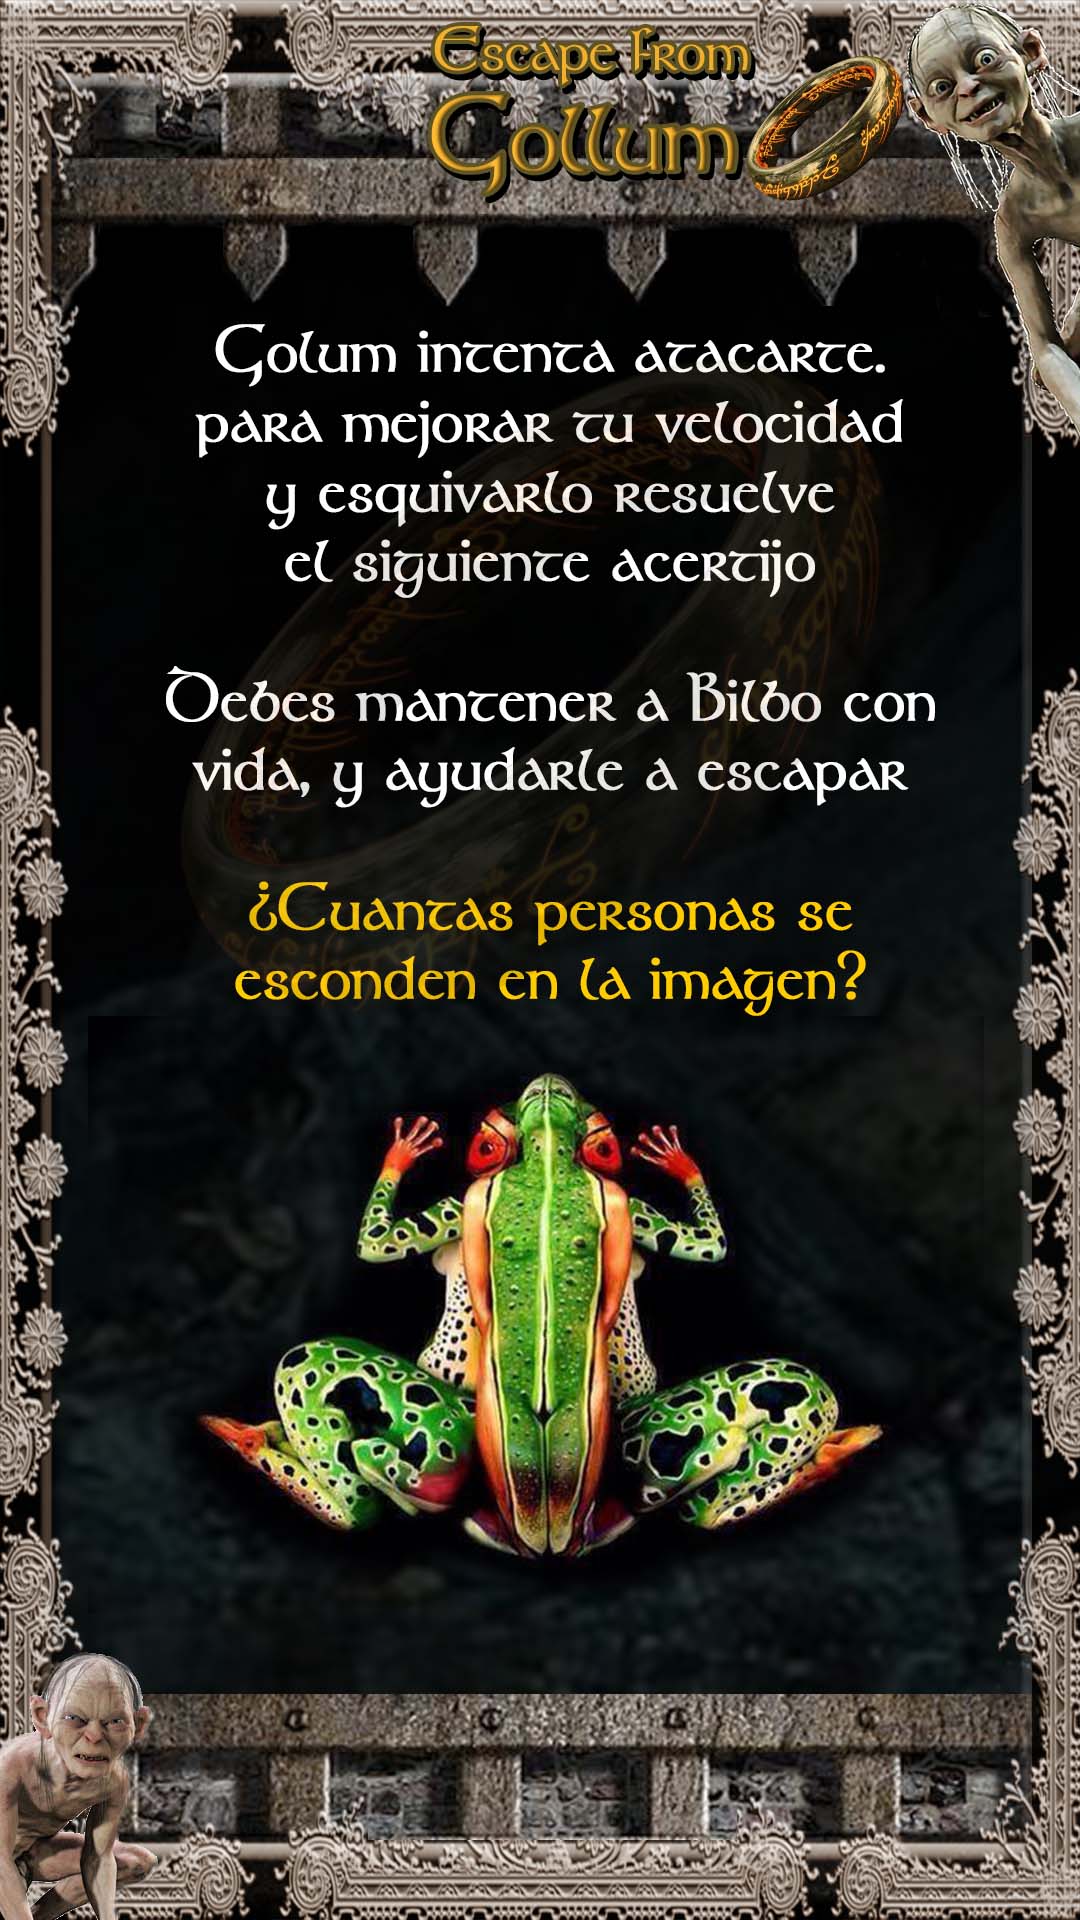 Escape from
Gollum
Golum intenta atacarte.
para mejorar tu velocidad
y esquivarlo resuelve
el siguiente acertijo
Debes mantener a Bilbo con
vida, y ayudarle a escapar
¿Cuantas personas se
esconden en la imagen?